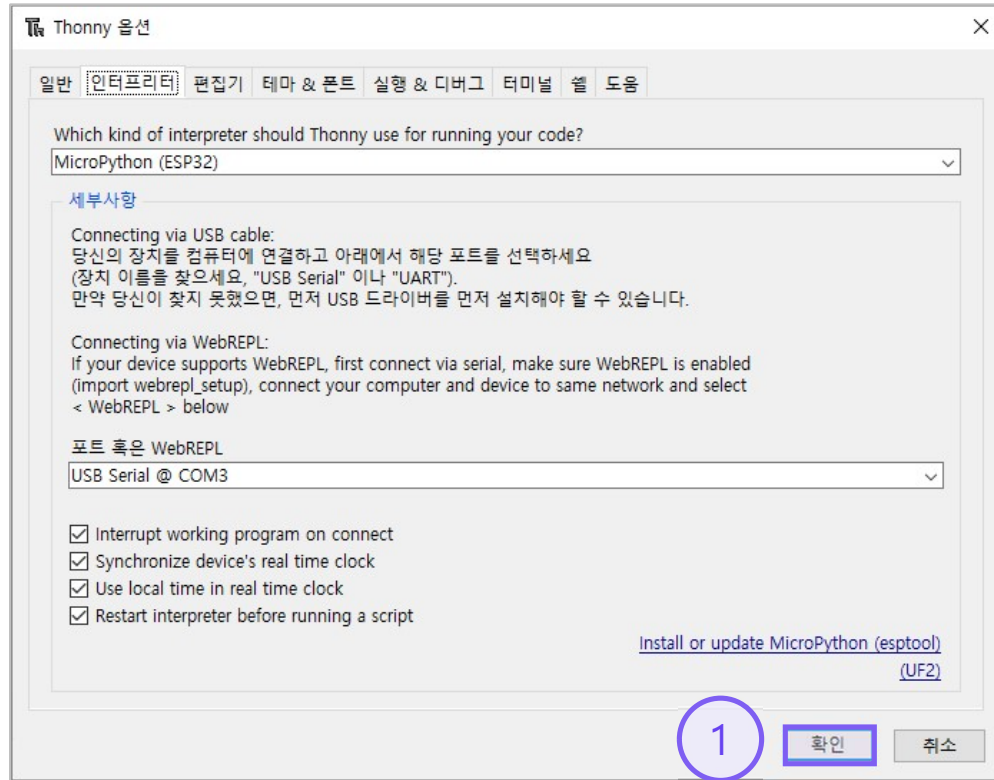 Thonny 옵션
일반 인터프리터 편집기 테마 & 폰트 실행 & 디버그 터미널 쉘 도움
Which kind of interpreter should Thonny use for running your code?
MicroPython (ESP32)
세부사항
Connecting via USB cable:
당신의 장치를 컴퓨터에 연결하고 아래에서 해당 포트를 선택하세요
(장치 이름을 찾으세요, "USB Serial" 이나 "UART").
만약 당신이 찾지 못했으면, 먼저 USB 드라이버를 먼저 설치해야 할 수 있습니다.
Connecting via WebREPL:
If your device supports WebREPL, first connect via serial, make sure WebREPL is enabled
(import webrepl_setup), connect your computer and device to same network and select
< WebREPL > below
포트 혹은 WebREPL
USB Serial @ COM3
Interrupt working program on connect
Synchronize device's real time clock
Use local time in real time clock
Restart interpreter before running a script
Install or update MicroPython (esptool)
(UF2)
1 확인 취소